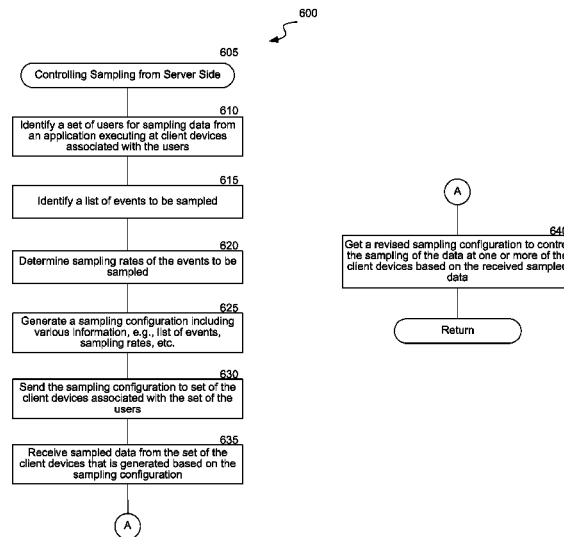 600
605
Controlling Sampling from Server Side
610
Identify a set of users for sampling data from
an application executing at client devices
associated with the users
615
Identify a list of events to be sampled
620
Determine sampling rates of the events to be
sampled
625
Generate a sampling configuration including
various information, e.g., list of events,
sampling rates, etc.
630
Send the sampling configuration to set of the
client devices associated with the set of the
users
635
Receive sampled data from the set of the
client devices that is generated based on the
sampling configuration
A
A
640
Get a revised sampling configuration to control
the sampling of the data at one or more of the
client devices based on the received sampled
data
Return